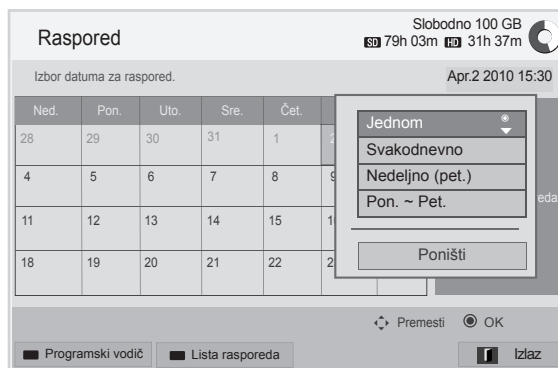 Raspored
Slobodno 100 GB
SD 79h 03m HD 31h 37m
Izbor datuma za raspored.
Apr.2 2010 15:30
Ned. Pon. Uto. Sre. Čet.
28 29 30 31 1 2
4 5 6 7 8 9
11 12 13 14 15
18 19 20 21 22
Jednom
Svakodnevno
Nedeljno (pet.)
Pon. ~ Pet.
Poništi
Premesti OK
Programski vodič Lista rasporeda Izlaz